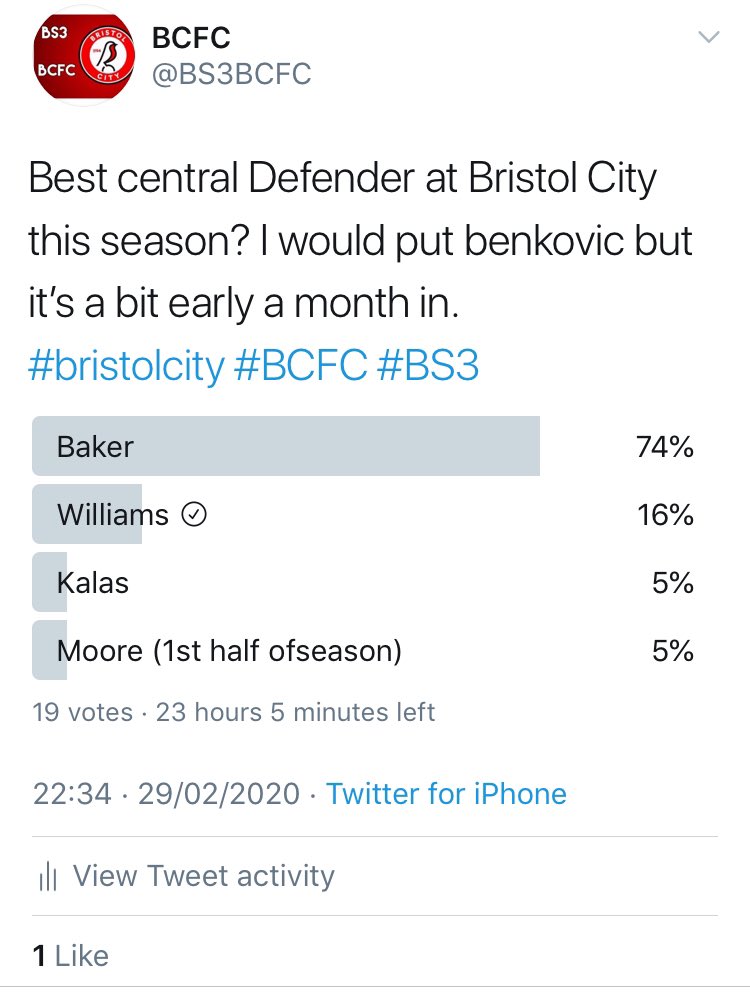 BS3
BCFC
BRISTOL
CITY
BCFC
@BS3BCFC
Best central Defender at Bristol City
this season? I would put benkovic but
it's a bit early a month in.
#bristolcity #BCFC #BS3
Baker 74%
Williams 16%
Kalas 5%
Moore (1st half ofseason) 5%
19 votes · 23 hours 5 minutes left
22:34 · 29/02/2020 · Twitter for iPhone
View Tweet activity
1 Like